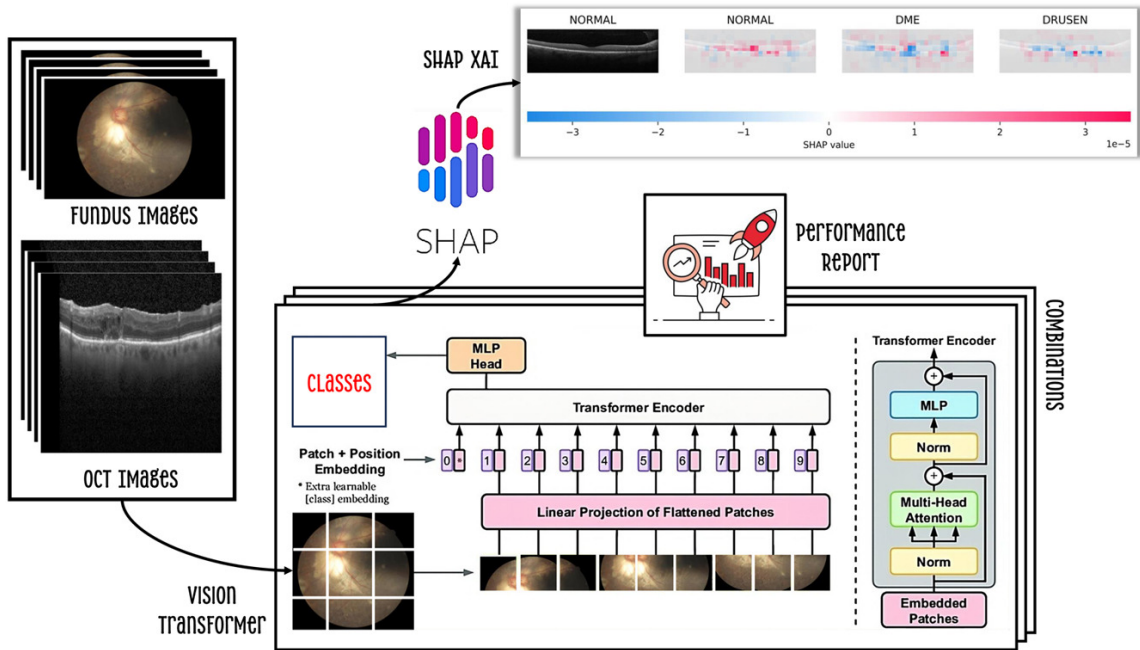 NORMAL
NORMAL
DME
DRUSEN
−3
−2
−1
0
1
2
3
SHAP value
1e−5
SHAP XAI
SHAP
FUNDUS IMAGES
OCT IMAGES
PERFORMANCE
REPORT
COMBINATIONS
CLASSES
MLP
Head
Transformer Encoder
Patch + Position
Embedding
* Extra learnable
[class] embedding
0 *
1
2
3
4
5
6
7
8
9
Linear Projection of Flattened Patches
VISION
TRANSFORMER
Transformer Encoder
+
MLP
Norm
+
Multi-Head
Attention
Norm
Embedded
Patches